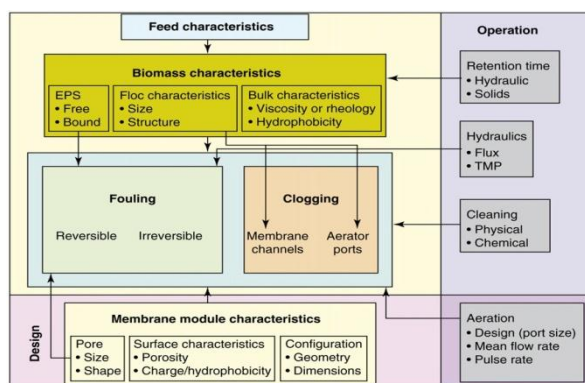 Feed characteristics
Operation
Biomass characteristics
EPS
• Free
• Bound
Floc characteristics
• Size
• Structure
Bulk characteristics
• Viscosity or rheology
• Hydrophobicity
Retention time
• Hydraulic
• Solids
Hydraulics
• Flux
• TMP
Fouling
Reversible Irreversible
Clogging
Membrane channels
Aerator ports
Cleaning
• Physical
• Chemical
Design
Membrane module characteristics
Pore
• Size
• Shape
Surface characteristics
• Porosity
• Charge/hydrophobicity
Configuration
• Geometry
• Dimensions
Aeration
• Design (port size)
• Mean flow rate
• Pulse rate